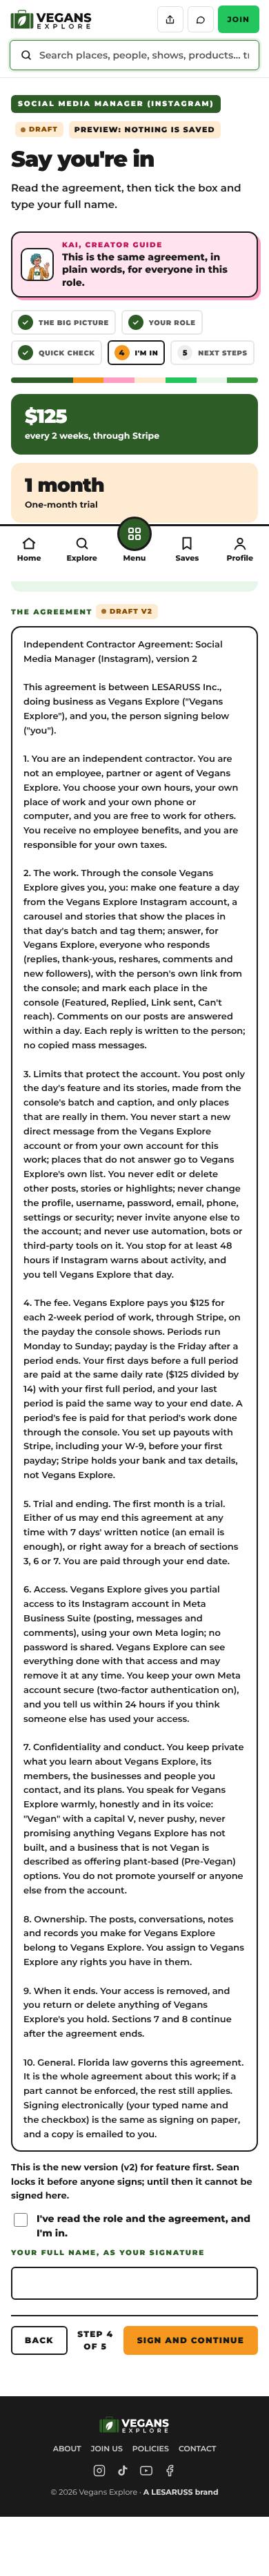 VEGANS
EXPLORE
JOIN
Search places, people, shows, products... tr
SOCIAL MEDIA MANAGER (INSTAGRAM)
DRAFT
PREVIEW: NOTHING IS SAVED
Say you're in
Read the agreement, then tick the box and
type your full name.
KAI, CREATOR GUIDE
This is the same agreement, in
plain words, for everyone in this
role.
THE BIG PICTURE
YOUR ROLE
QUICK CHECK
4 I'M IN
5 NEXT STEPS
$125
every 2 weeks, through Stripe
1 month
One-month trial
Home
Explore
Menu
Saves
Profile
THE AGREEMENT
DRAFT V2
Independent Contractor Agreement: Social
Media Manager (Instagram), version 2
This agreement is between LESARUSS Inc.,
doing business as Vegans Explore ("Vegans
Explore"), and you, the person signing below
("you").
1. You are an independent contractor. You are
not an employee, partner or agent of Vegans
Explore. You choose your own hours, your own
place of work and your own phone or
computer, and you are free to work for others.
You receive no employee benefits, and you are
responsible for your own taxes.
2. The work. Through the console Vegans
Explore gives you, you: make one feature a day
from the Vegans Explore Instagram account, a
carousel and stories that show the places in
that day's batch and tag them; answer, for
Vegans Explore, everyone who responds
(replies, thank-yous, reshares, comments and
new followers), with the person's own link from
the console; and mark each place in the
console (Featured, Replied, Link sent, Can't
reach). Comments on our posts are answered
within a day. Each reply is written to the person;
no copied mass messages.
3. Limits that protect the account. You post only
the day's feature and its stories, made from the
console's batch and caption, and only places
that are really in them. You never start a new
direct message from the Vegans Explore
account or from your own account for this
work; places that do not answer go to Vegans
Explore's own list. You never edit or delete
other posts, stories or highlights; never change
the profile, username, password, email, phone,
settings or security; never invite anyone else to
the account; and never use automation, bots or
third-party tools on it. You stop for at least 48
hours if Instagram warns about activity, and
you tell Vegans Explore that day.
4. The fee. Vegans Explore pays you $125 for
each 2-week period of work, through Stripe, on
the payday the console shows. Periods run
Monday to Sunday; payday is the Friday after a
period ends. Your first days before a full period
are paid at the same daily rate ($125 divided by
14) with your first full period, and your last
period is paid the same way to your end date. A
period's fee is paid for that period's work done
through the console. You set up payouts with
Stripe, including your W-9, before your first
payday; Stripe holds your bank and tax details,
not Vegans Explore.
5. Trial and ending. The first month is a trial.
Either of us may end this agreement at any
time with 7 days' written notice (an email is
enough), or right away for a breach of sections
3, 6 or 7. You are paid through your end date.
6. Access. Vegans Explore gives you partial
access to its Instagram account in Meta
Business Suite (posting, messages and
comments), using your own Meta login; no
password is shared. Vegans Explore can see
everything done with that access and may
remove it at any time. You keep your own Meta
account secure (two-factor authentication on),
and you tell us within 24 hours if you think
someone else has used your access.
7. Confidentiality and conduct. You keep private
what you learn about Vegans Explore, its
members, the businesses and people you
contact, and its plans. You speak for Vegans
Explore warmly, honestly and in its voice:
"Vegan" with a capital V, never pushy, never
promising anything Vegans Explore has not
built, and a business that is not Vegan is
described as offering plant-based (Pre-Vegan)
options. You do not promote yourself or anyone
else from the account.
8. Ownership. The posts, conversations, notes
and records you make for Vegans Explore
belong to Vegans Explore. You assign to Vegans
Explore any rights you have in them.
9. When it ends. Your access is removed, and
you return or delete anything of Vegans
Explore's you hold. Sections 7 and 8 continue
after the agreement ends.
10. General. Florida law governs this agreement.
It is the whole agreement about this work; if a
part cannot be enforced, the rest still applies.
Signing electronically (your typed name and
the checkbox) is the same as signing on paper,
and a copy is emailed to you.
This is the new version (v2) for feature first. Sean
locks it before anyone signs; until then it cannot be
signed here.
I've read the role and the agreement, and
I'm in.
YOUR FULL NAME, AS YOUR SIGNATURE
BACK
STEP 4
OF 5
SIGN AND CONTINUE
VEGANS
EXPLORE
ABOUT
JOIN US
POLICIES
CONTACT
© 2026 Vegans Explore · A LESARUSS brand